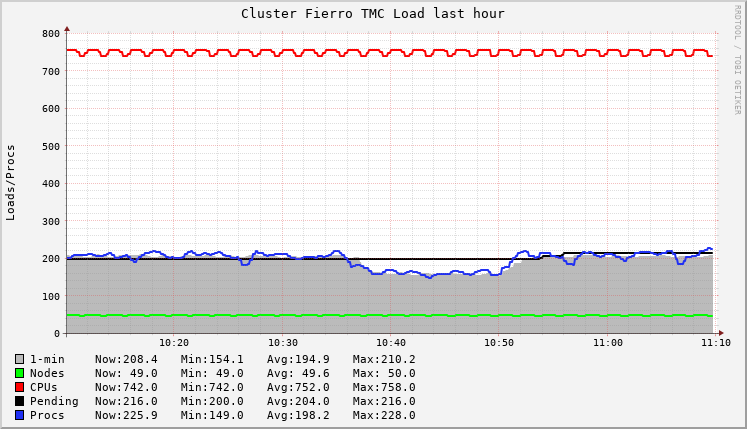 Cluster Fierro TMC Load last hour
RRDTOOL / TOBI OETIKER
Loads/Procs
800
700
600
500
400
300
200
100
0
10:20 10:30 10:40 10:50 11:00 11:10
1-min Now:208.4 Min:154.1 Avg:194.9 Max:210.2
Nodes Now: 49.0 Min: 49.0 Avg: 49.6 Max: 50.0
CPUs Now:742.0 Min:742.0 Avg:752.0 Max:758.0
Pending Now:216.0 Min:200.0 Avg:204.0 Max:216.0
Procs Now:225.9 Min:149.0 Avg:198.2 Max:228.0